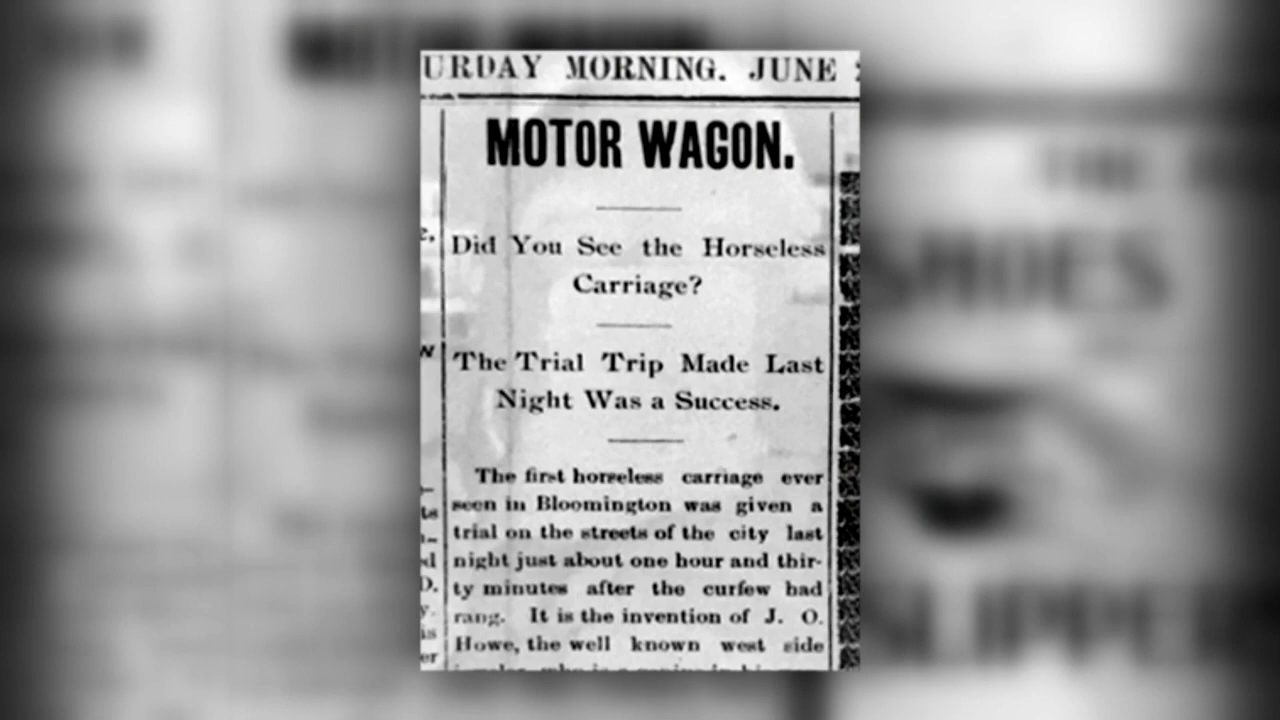 URDAY MORNING. JUNE
MOTOR WAGON.
Did You See the Horseless
Carriage?
The Trial Trip Made Last
Night Was a Success.
The first horseless carriage ever
seen in Bloomington was given a
trial on the streets of the city last
night just about one hour and thir-
ty minutes after the curfew had
rang. It is the invention of J. O.
Howe, the well known west side
SHOES